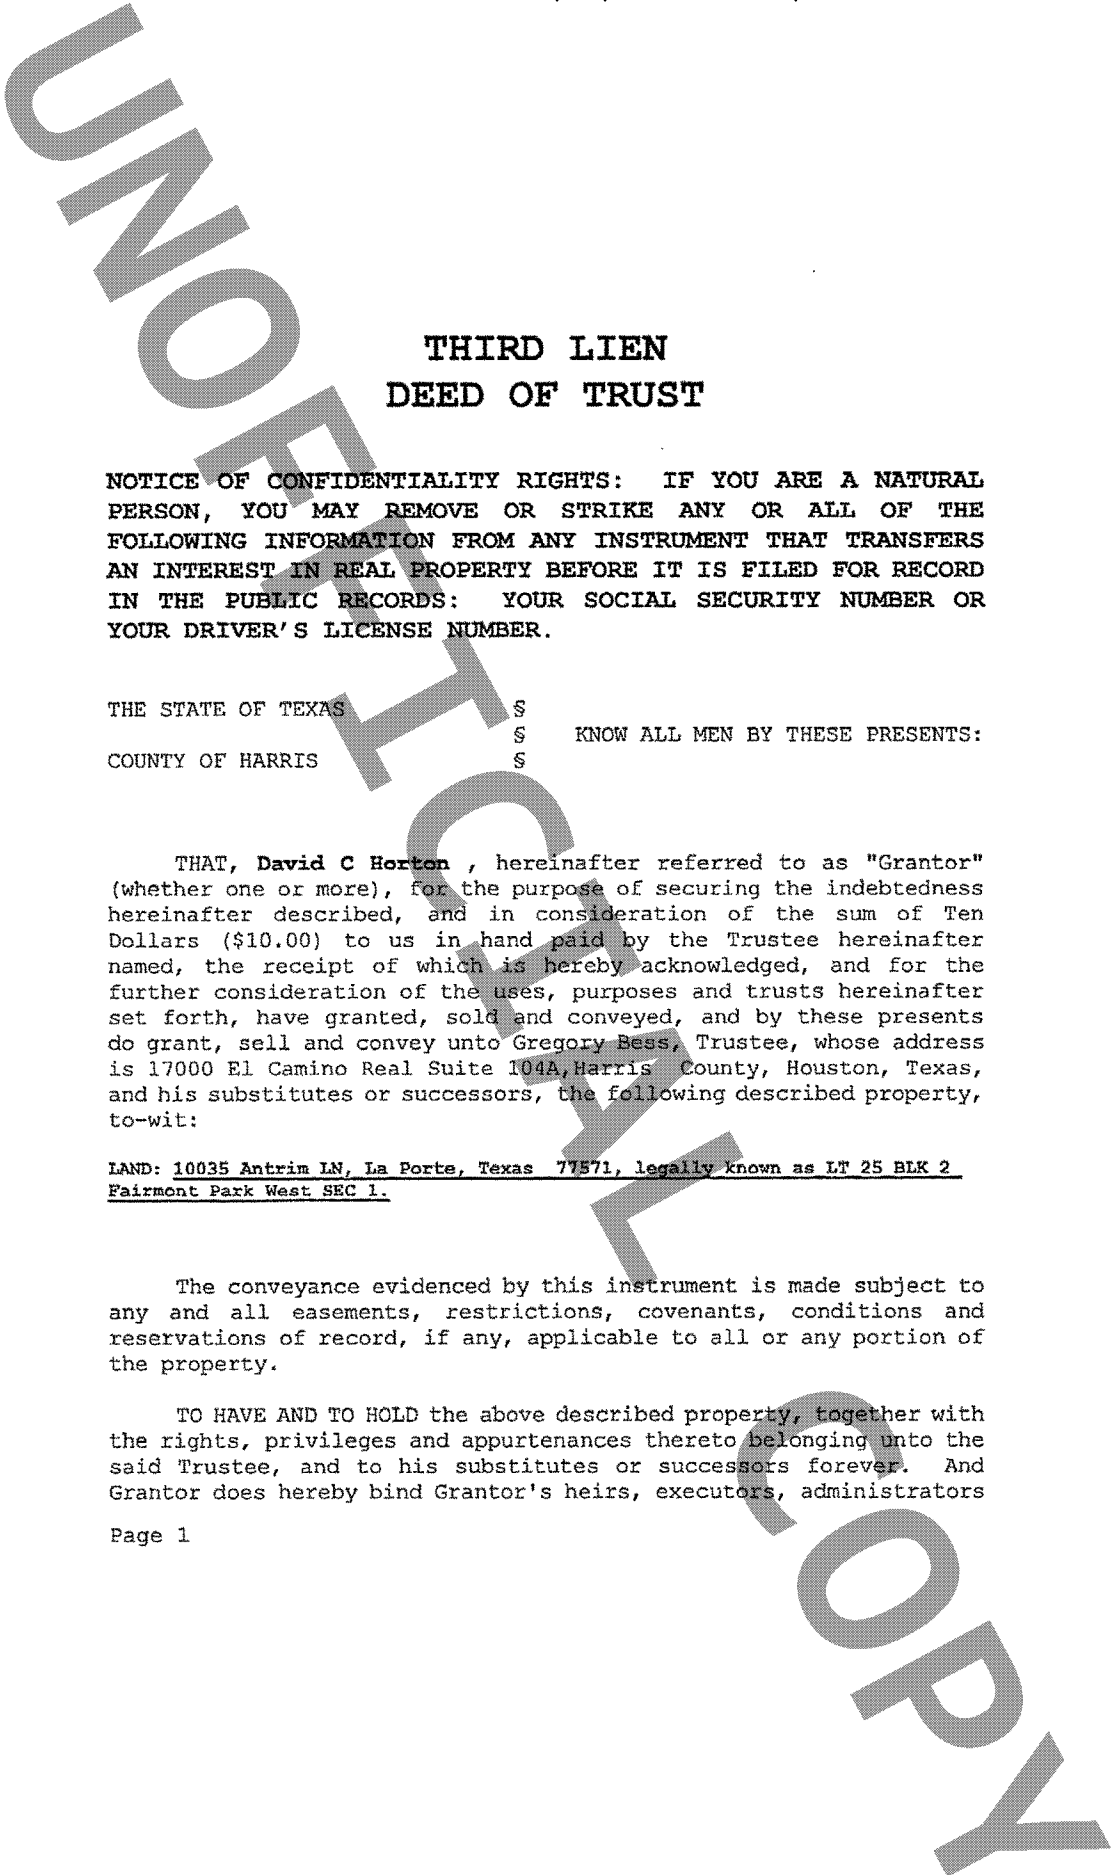 THIRD LIEN
DEED OF TRUST
NOTICE OF CONFIDENTIALITY RIGHTS: IF YOU ARE A NATURAL
PERSON, YOU MAY REMOVE OR STRIKE ANY OR ALL OF THE
FOLLOWING INFORMATION FROM ANY INSTRUMENT THAT TRANSFERS
AN INTEREST IN REAL PROPERTY BEFORE IT IS FILED FOR RECORD
IN THE PUBLIC RECORDS: YOUR SOCIAL SECURITY NUMBER OR
YOUR DRIVER'S LICENSE NUMBER.
THE STATE OF TEXAS §
§ KNOW ALL MEN BY THESE PRESENTS:
COUNTY OF HARRIS §
THAT, David C Horton , hereinafter referred to as "Grantor"
(whether one or more), for the purpose of securing the indebtedness
hereinafter described, and in consideration of the sum of Ten
Dollars ($10.00) to us in hand paid by the Trustee hereinafter
named, the receipt of which is hereby acknowledged, and for the
further consideration of the uses, purposes and trusts hereinafter
set forth, have granted, sold and conveyed, and by these presents
do grant, sell and convey unto Gregory Bess, Trustee, whose address
is 17000 El Camino Real Suite 104A,Harris County, Houston, Texas,
and his substitutes or successors, the following described property,
to-wit:
LAND: 10035 Antrim LN, La Porte, Texas 77571, legally known as LT 25 BLK 2
Fairmont Park West SEC 1.
The conveyance evidenced by this instrument is made subject to
any and all easements, restrictions, covenants, conditions and
reservations of record, if any, applicable to all or any portion of
the property.
TO HAVE AND TO HOLD the above described property, together with
the rights, privileges and appurtenances thereto belonging unto the
said Trustee, and to his substitutes or successors forever. And
Grantor does hereby bind Grantor's heirs, executors, administrators
Page 1
UNOFFICIAL COPY